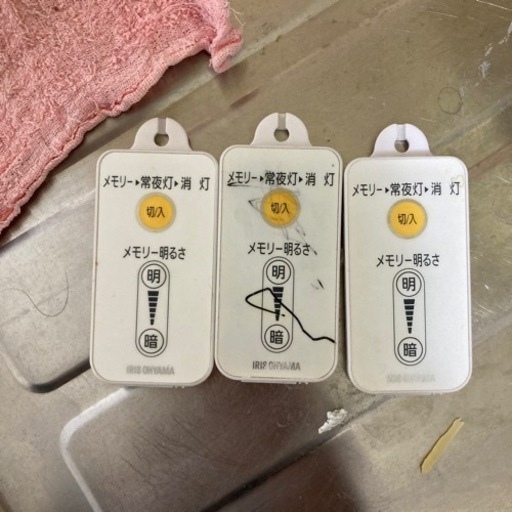 メモリー▶常夜灯▶消 灯
切/入
メモリー明るさ
明
暗
IRIS OHYAMA
メモリー▶常夜灯▶消 灯
切/入
メモリー明るさ
明
暗
IRIS OHYAMA
メモリー▶常夜灯▶消 灯
切/入
メモリー明るさ
明
暗
IRIS OHYAMA